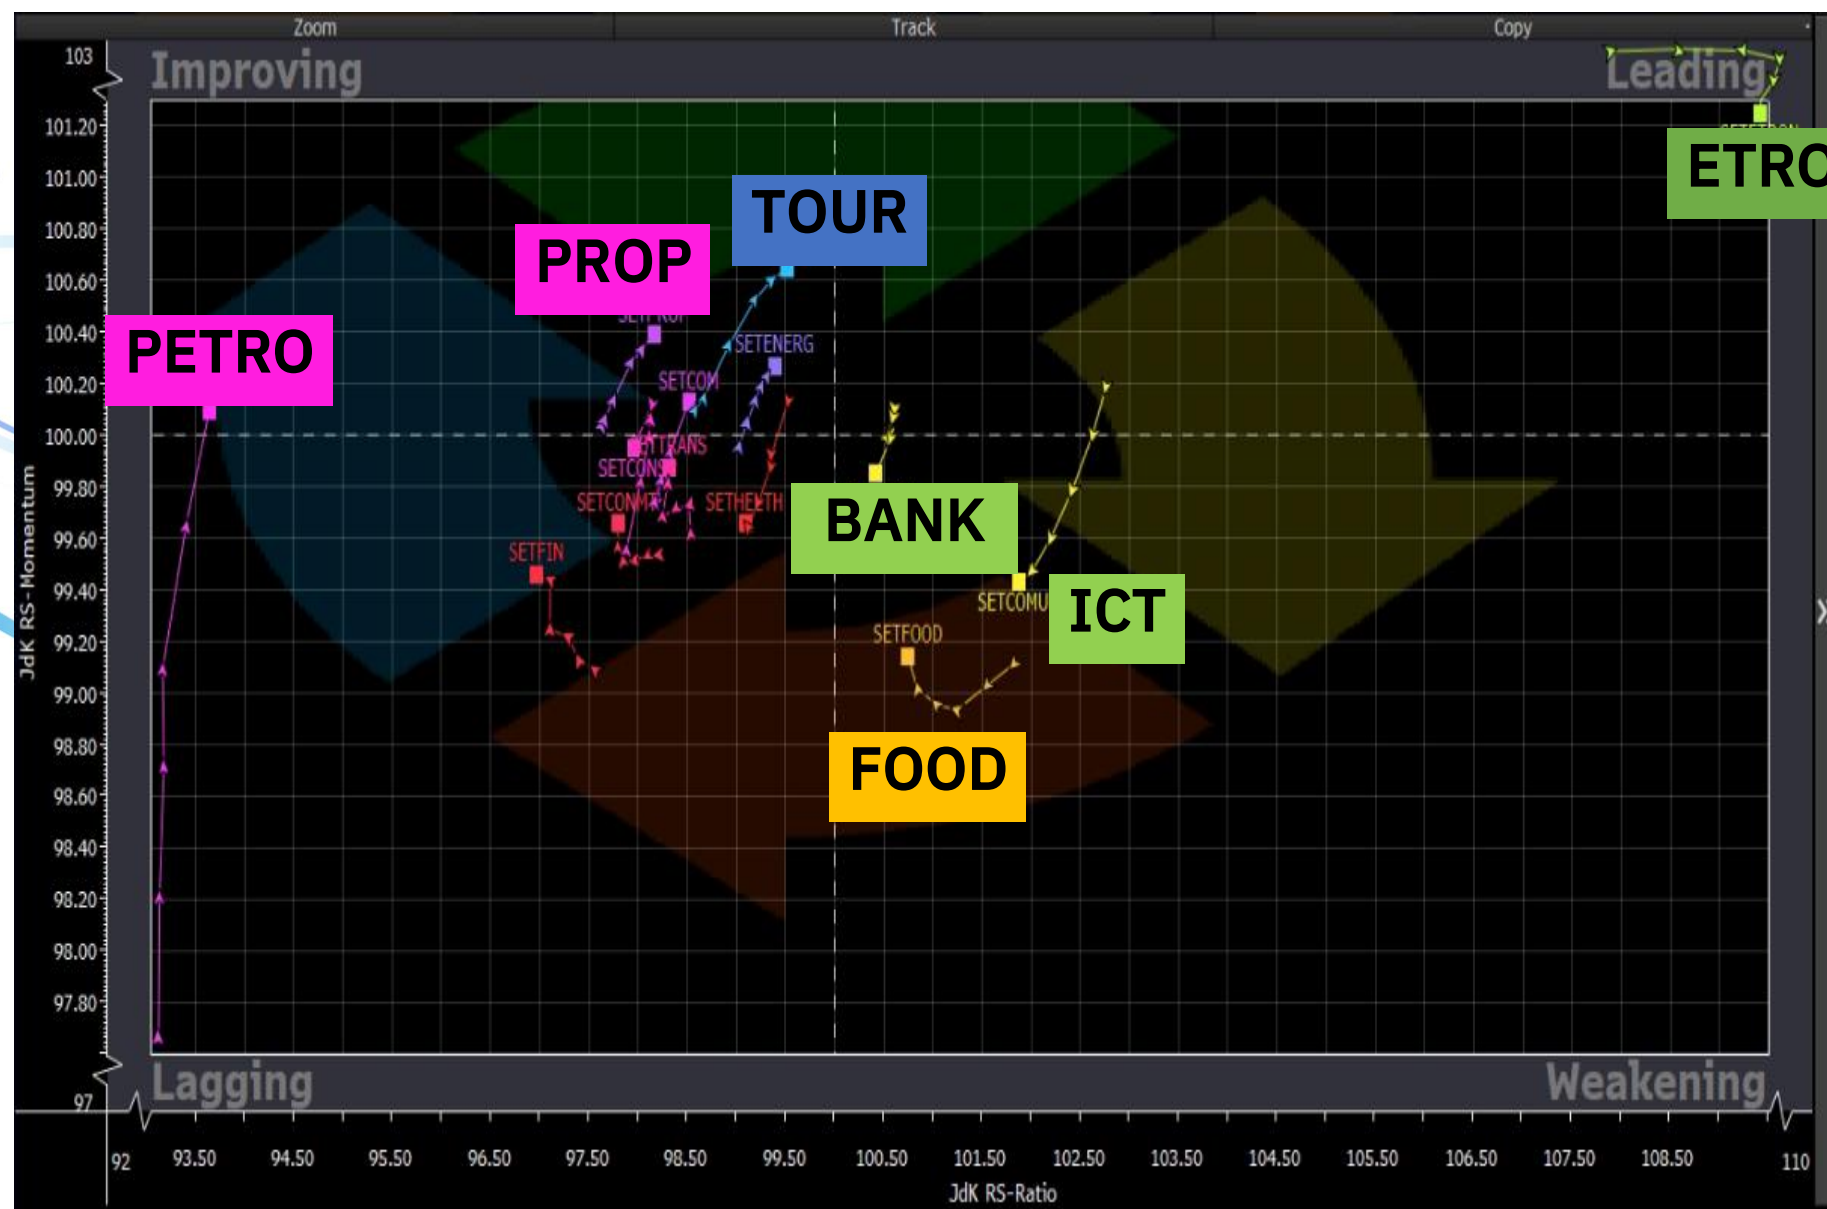 Zoom Track Copy
103
Improving Leading
101.20
101.00
100.80
100.60
100.40
100.20
100.00
99.80
99.60
99.40
99.20
99.00
98.80
98.60
98.40
98.20
98.00
97.80
97
JdK RS-Momentum
ETRO
TOUR
PROP
PETRO
SETENERG
SETCOM
SETCONMT
SETHELTH
BANK
SETFIN
SETCOMU
ICT
SETFOOD
FOOD
Lagging Weakening
92 93.50 94.50 95.50 96.50 97.50 98.50 99.50 100.50 101.50 102.50 103.50 104.50 105.50 106.50 107.50 108.50 110
JdK RS-Ratio